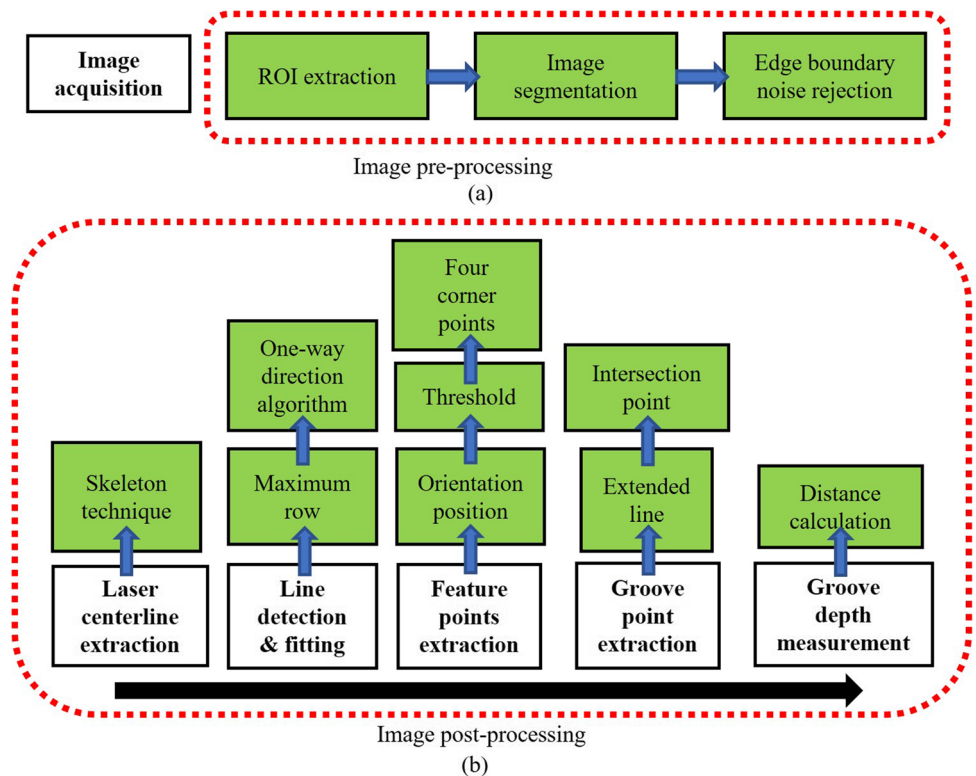 Image
acquisition
ROI extraction
Image
segmentation
Edge boundary
noise rejection
Image pre-processing
(a)
Four
corner
points
One-way
direction
algorithm
Threshold
Intersection
point
Skeleton
technique
Maximum
row
Orientation
position
Extended
line
Distance
calculation
Laser
centerline
extraction
Line
detection
& fitting
Feature
points
extraction
Groove
point
extraction
Groove
depth
measurement
Image post-processing
(b)